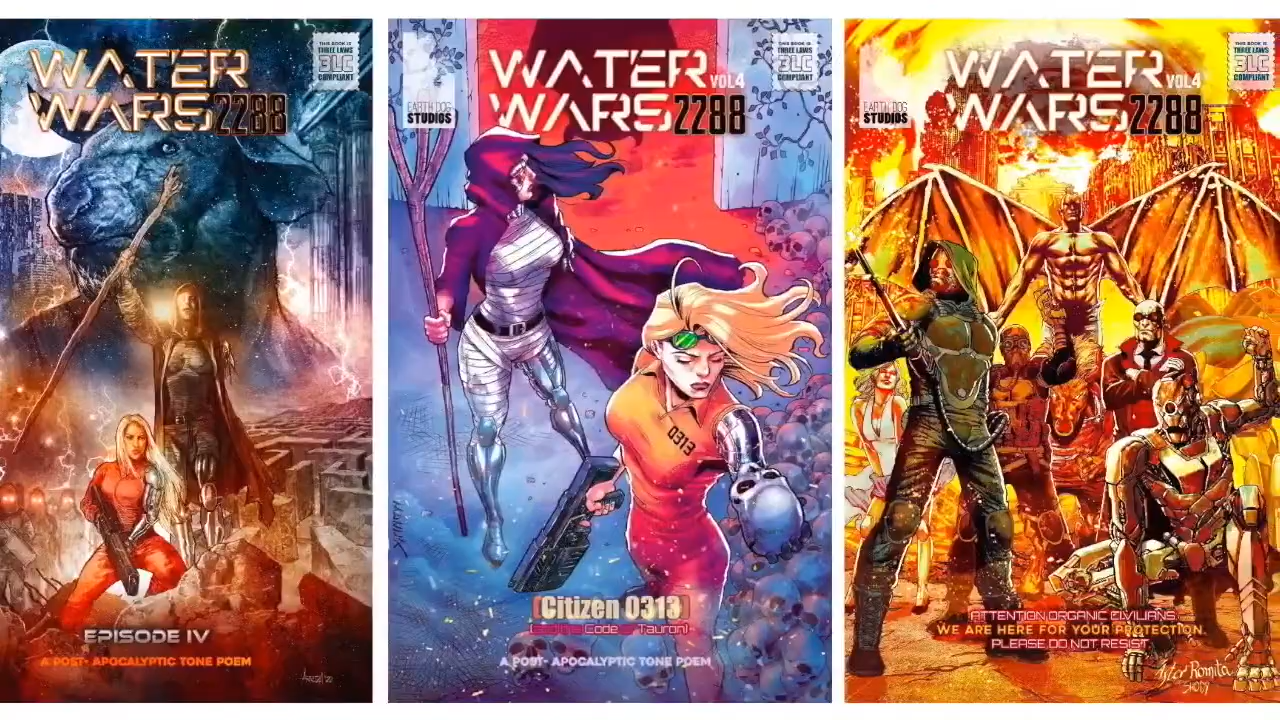 WATER
WARS2288
THIS BOOK IS
THREE LAWS
3LC
COMPLIANT
EPISODE IV
A POST- APOCALYPTIC TONE POEM
EARTH DOG
STUDIOS
WATER VOL4
WARS2288
THIS BOOK IS
THREE LAWS
3LC
COMPLIANT
0313
[Citizen 0313]
Code Tauron]
A POST- APOCALYPTIC TONE POEM
EARTH DOG
STUDIOS
WATER VOL4
WARS2288
THIS BOOK IS
THREE LAWS
3LC
COMPLIANT
ATTENTION ORGANIC CIVILIANS.
WE ARE HERE FOR YOUR PROTECTION.
PLEASE DO NOT RESIST.
Romita